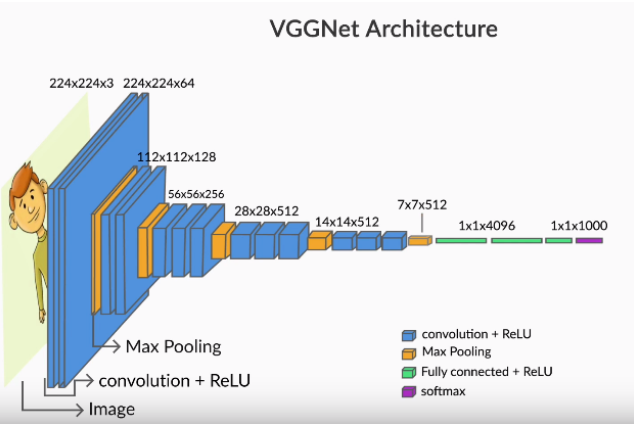 VGGNet Architecture
224x224x3 224x224x64
112x112x128
56x56x256
28x28x512
14x14x512
7x7x512
1x1x4096
1x1x1000
Max Pooling
convolution + ReLU
Image
convolution + ReLU
Max Pooling
Fully connected + ReLU
softmax